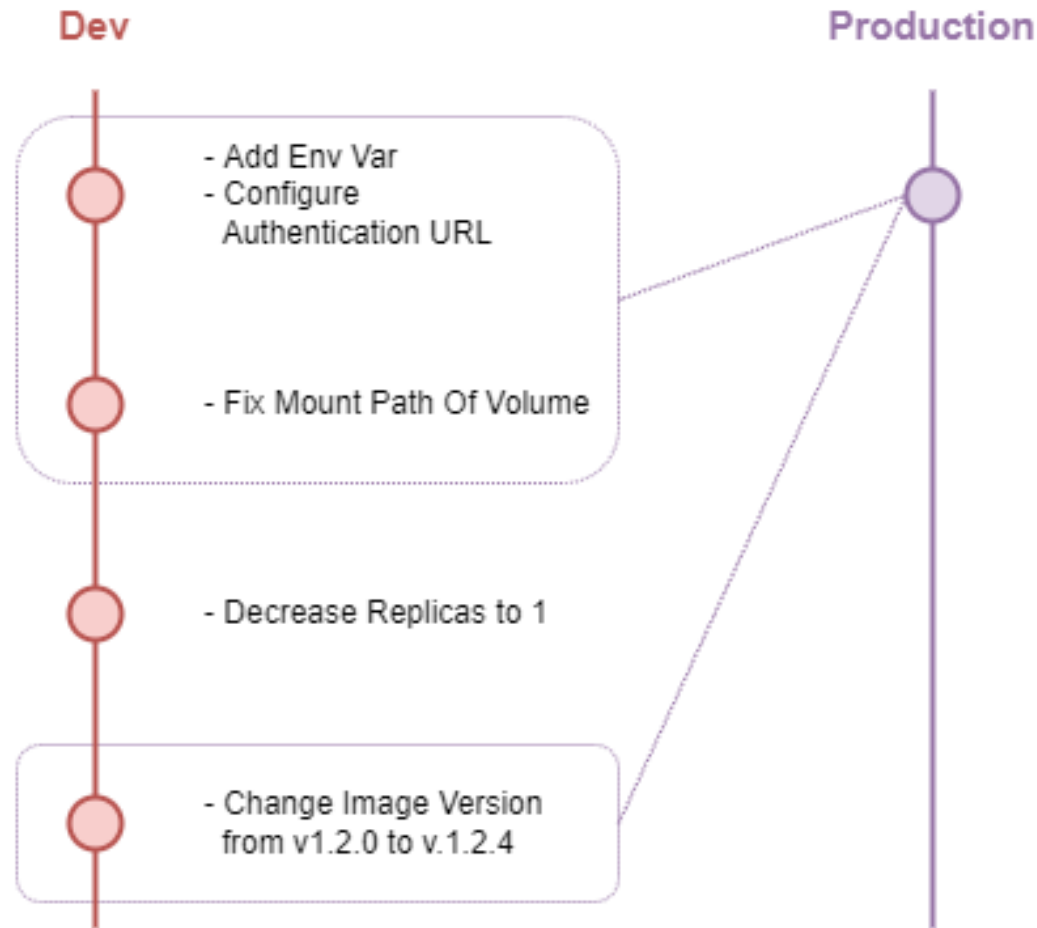 Dev
Production
- Add Env Var
- Configure
Authentication URL
- Fix Mount Path Of Volume
- Decrease Replicas to 1
- Change Image Version
from v1.2.0 to v.1.2.4